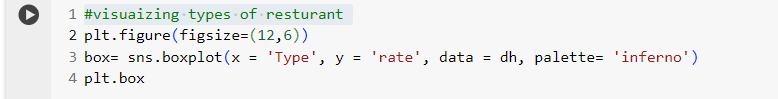 1 #visuaizing types of resturant
2 plt.figure(figsize=(12,6))
3 box= sns.boxplot(x = 'Type', y = 'rate', data = dh, palette= 'inferno')
4 plt.box